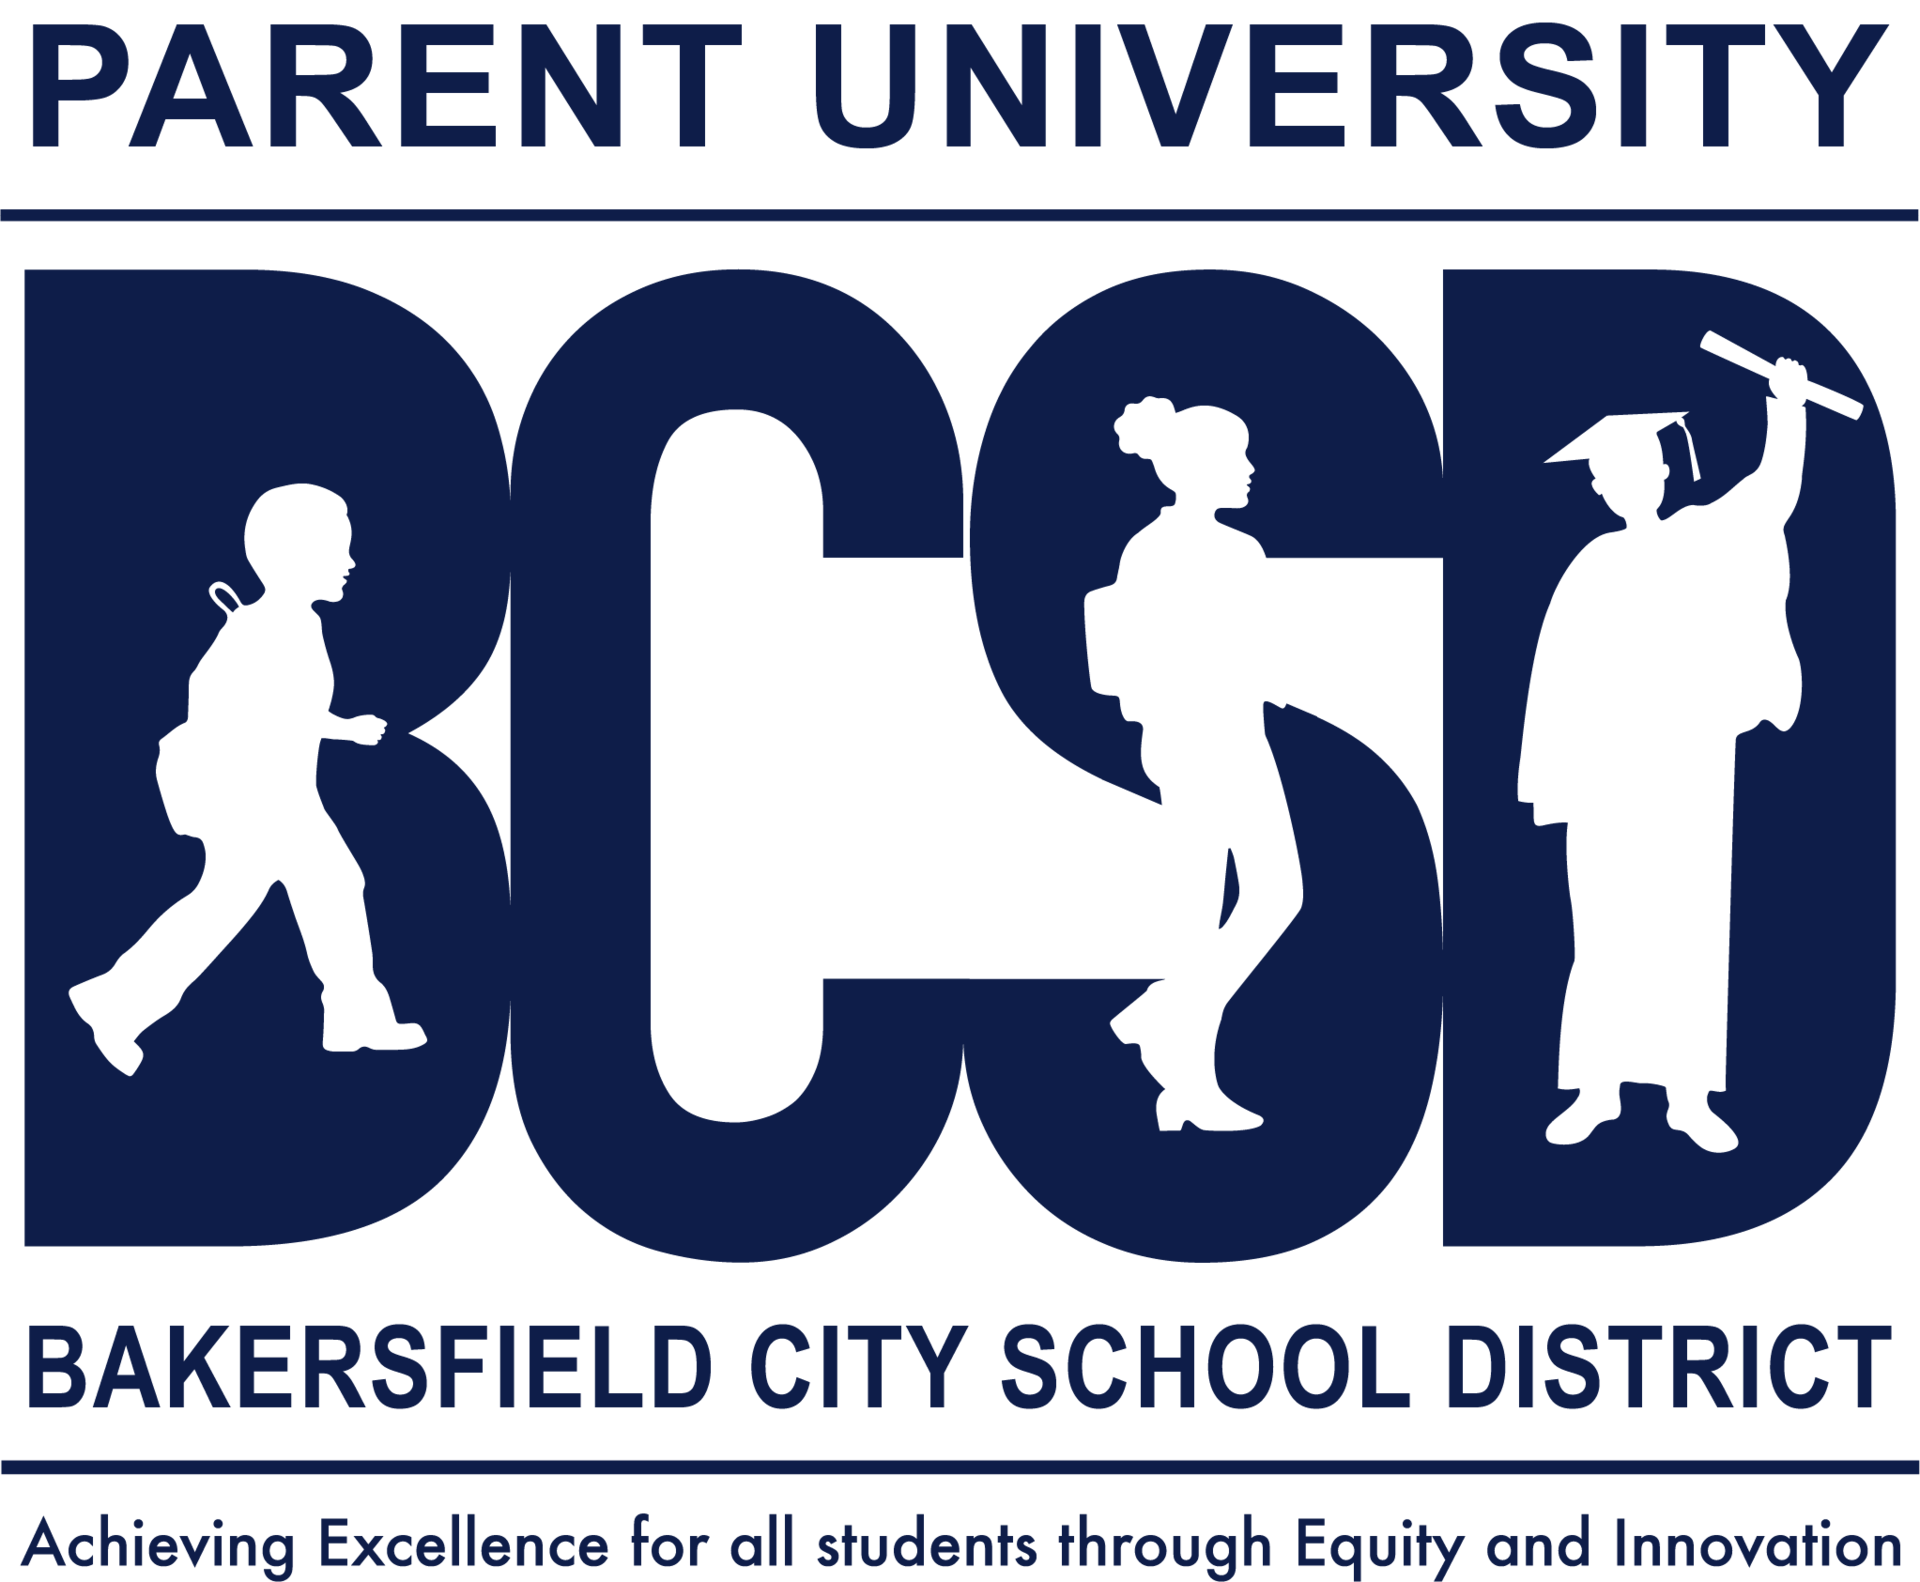 PARENT UNIVERSITY
BCSD
BAKERSFIELD CITY SCHOOL DISTRICT
Achieving Excellence for all students through Equity and Innovation